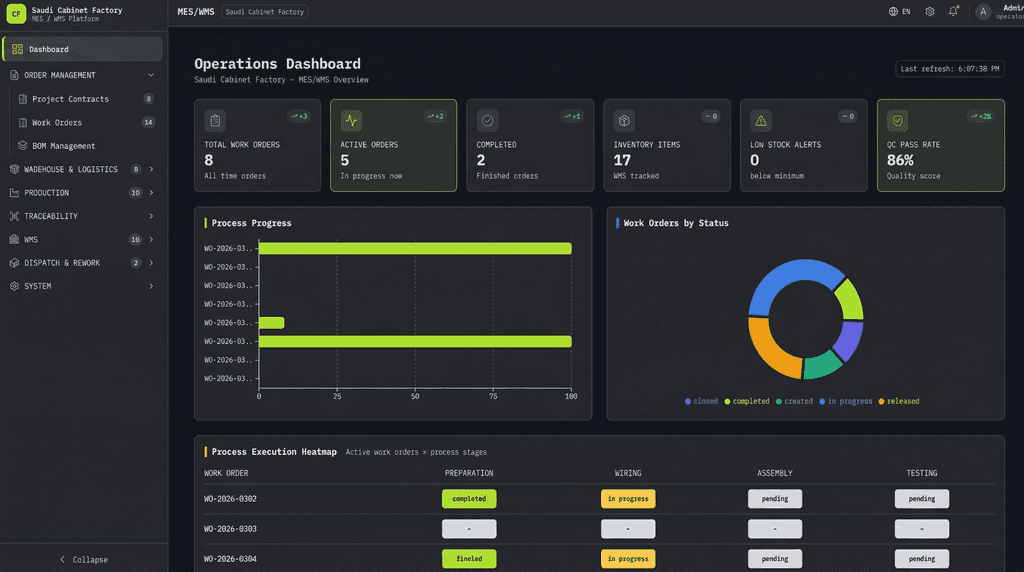 CF
Saudi Cabinet Factory
MES / WMS Platform
Dashboard
ORDER MANAGEMENT
Project Contracts 8
Work Orders 14
BOM Management
WAREHOUSE & LOGISTICS 8
PRODUCTION 20
TRACEABILITY
WMS 10
DISPATCH & REWORK 2
SYSTEM
Collapse
MES/WMS Saudi Cabinet Factory
EN
A
Admi
operato
Operations Dashboard
Saudi Cabinet Factory — MES/WMS Overview
Last refresh: 6:07:38 PM
+3
TOTAL WORK ORDERS
8
All time orders
+2
ACTIVE ORDERS
5
In progress now
+1
COMPLETED
2
Finished orders
— 0
INVENTORY ITEMS
17
WMS tracked
— 0
LOW STOCK ALERTS
0
below minimum
+2%
QC PASS RATE
86%
Quality score
Process Progress
WO-2026-03..
WO-2026-03..
WO-2026-03..
WO-2026-03..
WO-2026-03..
WO-2026-03..
WO-2026-03..
WO-2026-03..
0 25 50 75 100
Work Orders by Status
closed completed created in progress released
Process Execution Heatmap Active work orders × process stages
WORK ORDER PREPARATION WIRING ASSEMBLY TESTING
WO-2026-0302 completed in progress pending pending
WO-2026-0303 - - - -
WO-2026-0304 fineled in progress pending pending